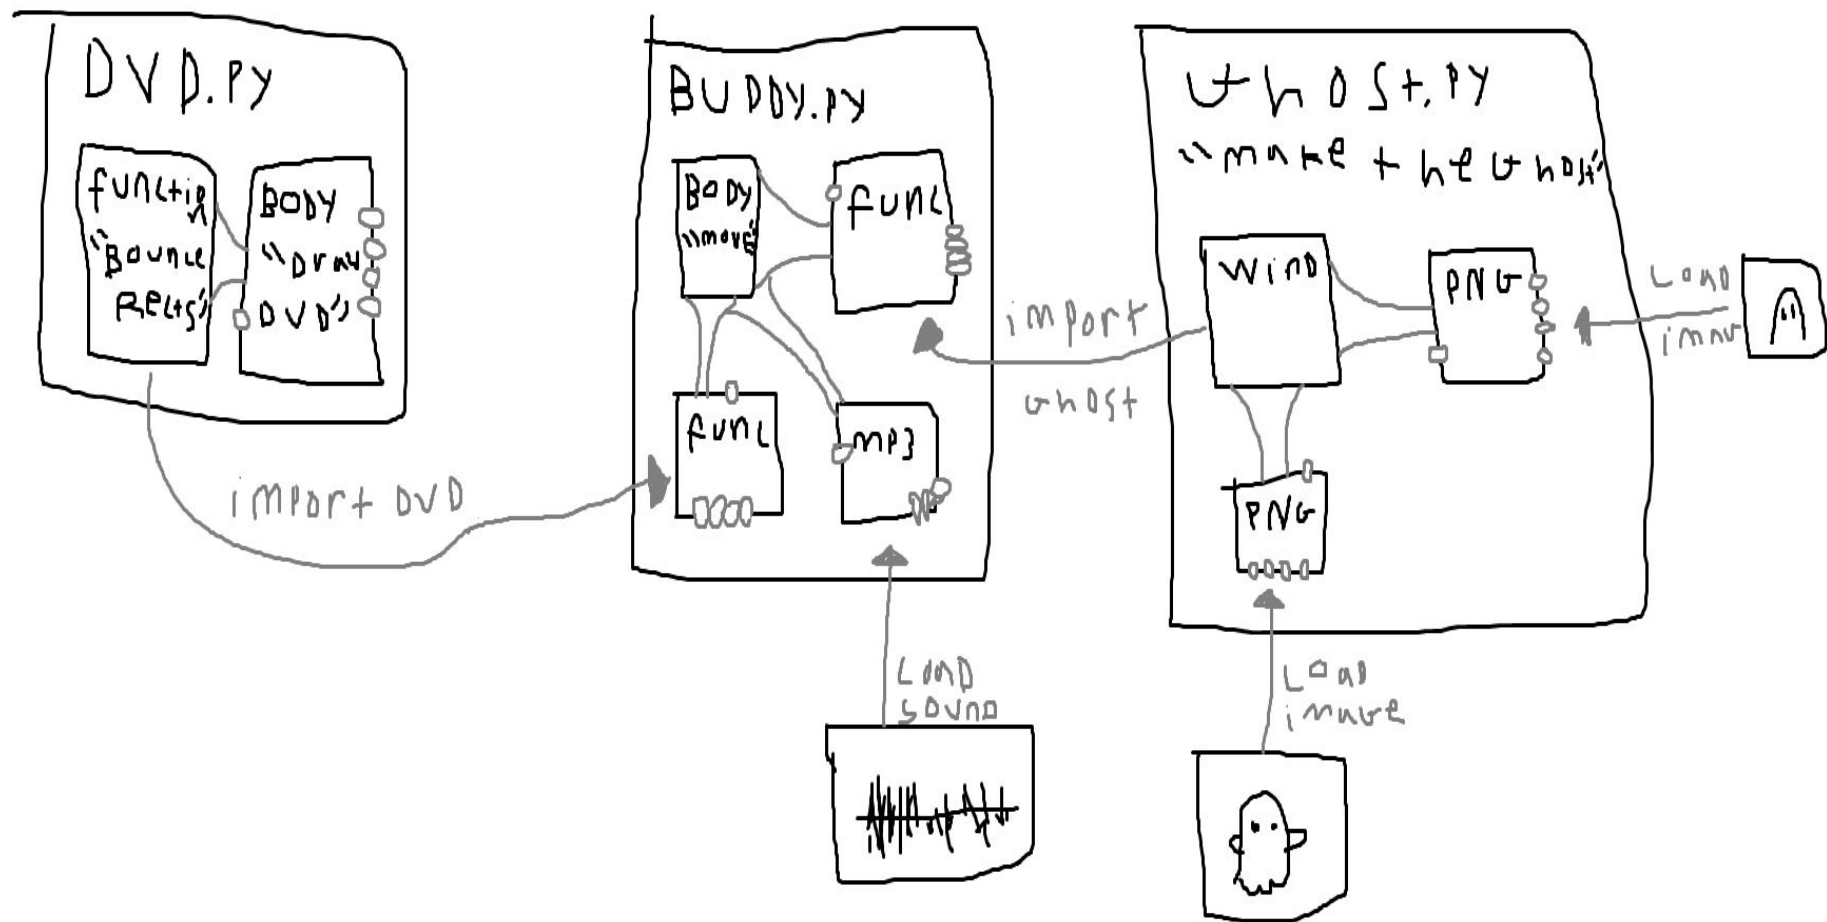 DVD.PY
function
"Bounce
Rects"
BODY
"Draw
DVD"
import DVD
BUDDY.PY
BODY
"move"
func
func
MP3
LOAD
SOUND
import
Ghost
Ghost.PY
"make the Ghost"
WIND
PNG
PNG
LOAD
LOAD
image